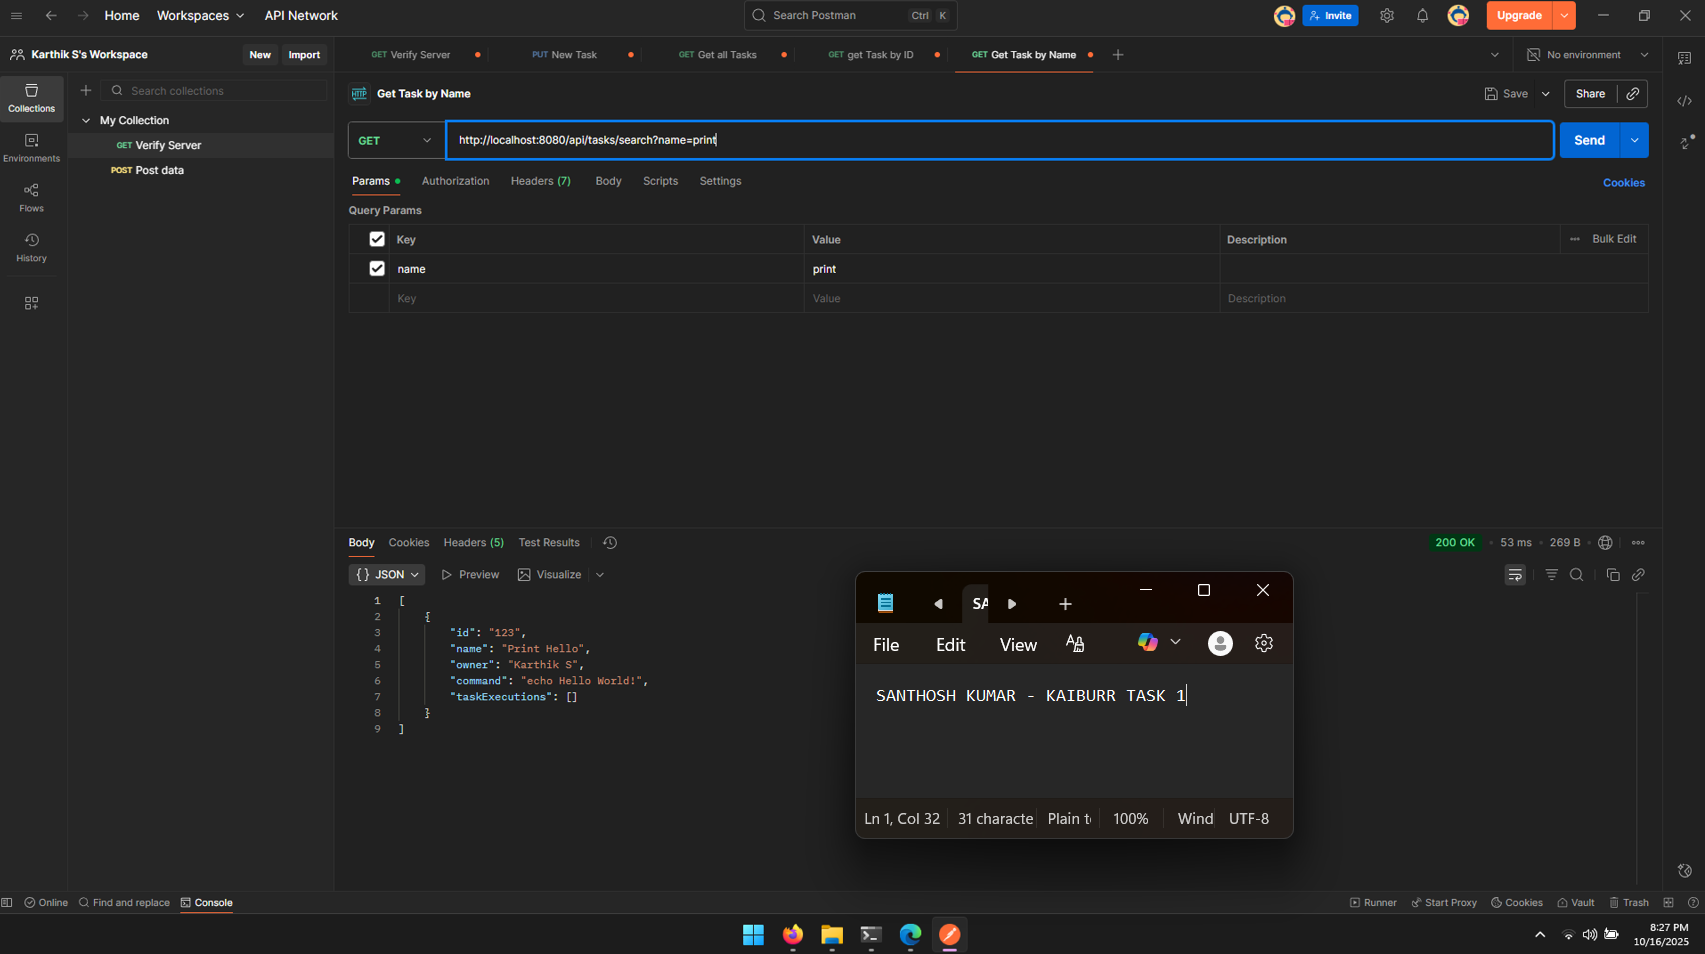 Home Workspaces API Network Search Postman Ctrl K Invite Upgrade
Karthik S's Workspace New Import GET Verify Server PUT New Task GET Get all Tasks GET get Task by ID GET Get Task by Name No environment
Collections
Environments
Flows
History
Search collections
My Collection
GET Verify Server
POST Post data
HTTP Get Task by Name Save Share
GET http://localhost:8080/api/tasks/search?name=print Send
Params Authorization Headers (7) Body Scripts Settings Cookies
Query Params
Key Value Description Bulk Edit
name print
Key Value Description
Body Cookies Headers (5) Test Results 200 OK 53 ms 269 B
{} JSON Preview Visualize
1 [
2 {
3 "id": "123",
4 "name": "Print Hello",
5 "owner": "Karthik S",
6 "command": "echo Hello World!",
7 "taskExecutions": []
8 }
9 ]
SA
File Edit View
SANTHOSH KUMAR - KAIBURR TASK 1
Ln 1, Col 32 31 characte Plain t 100% Wind UTF-8
Online Find and replace Console Runner Start Proxy Cookies Vault Trash
8:27 PM
10/16/2025